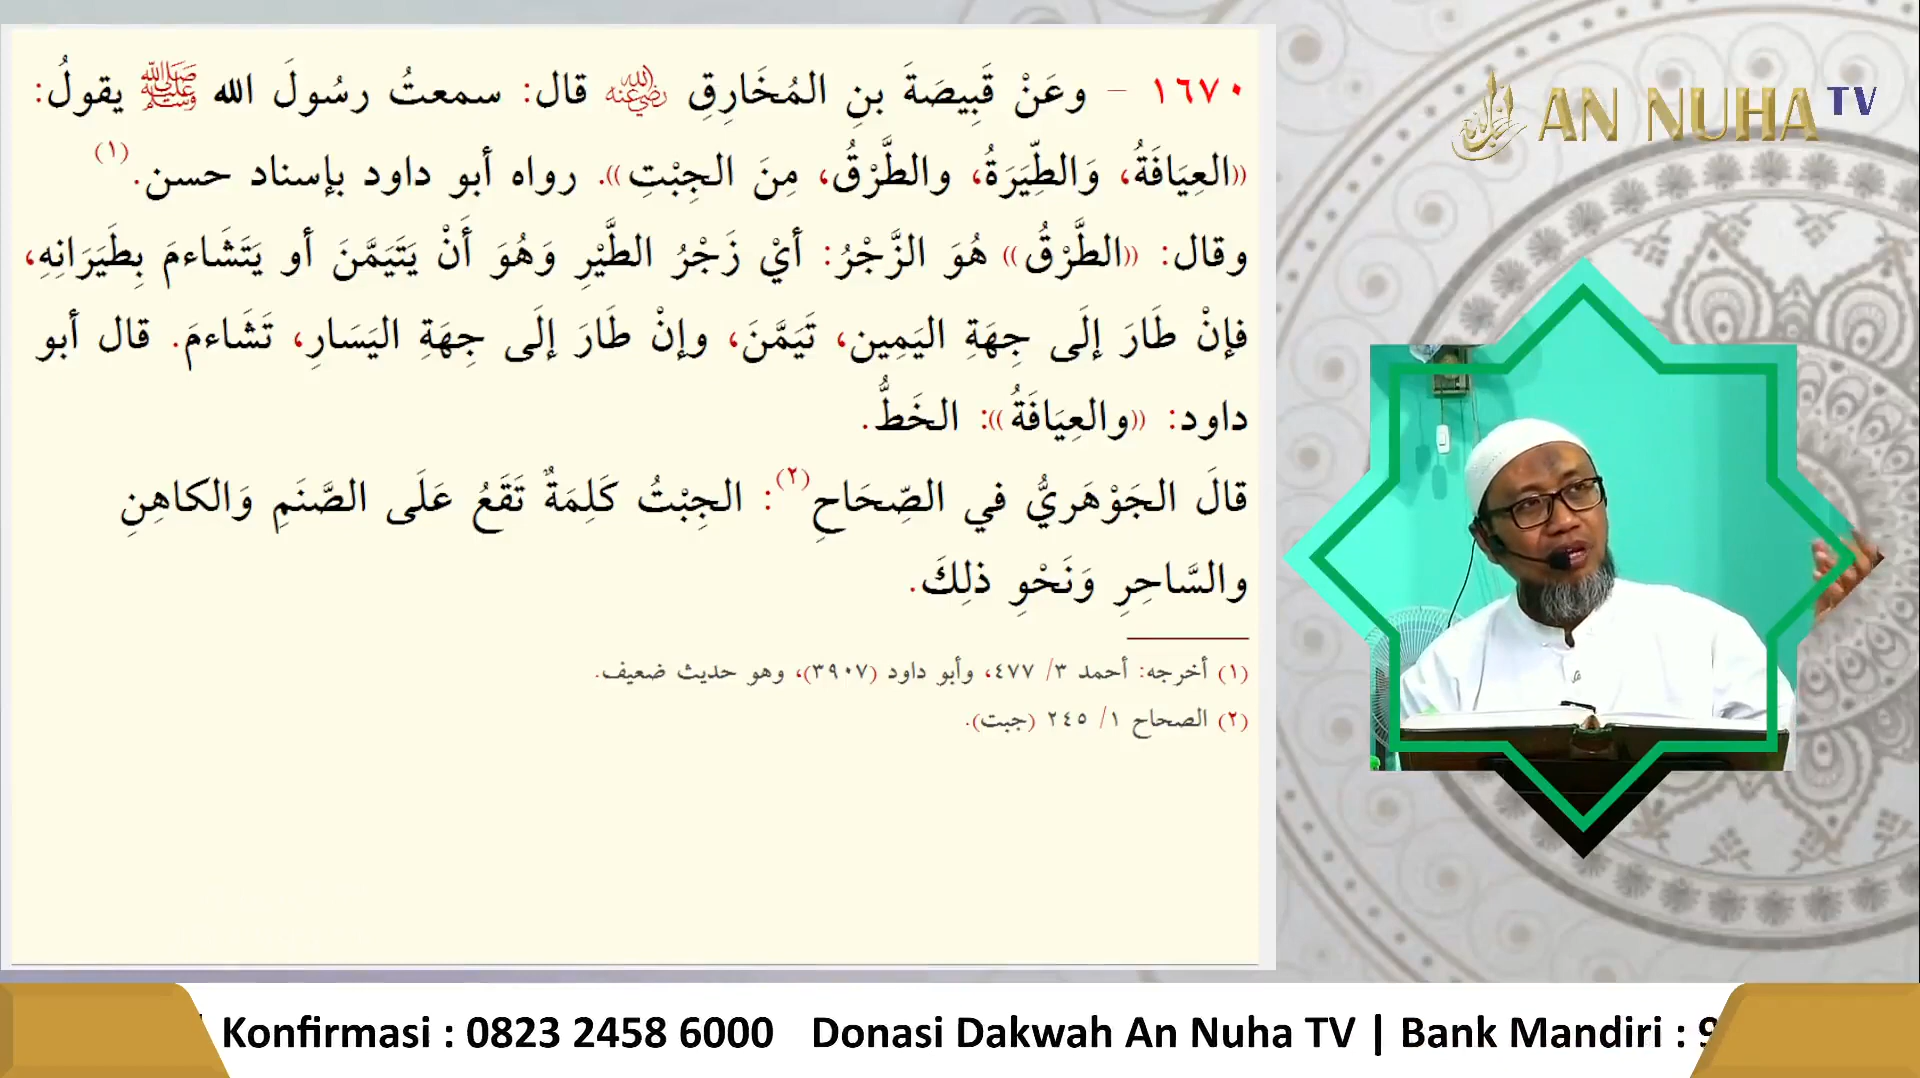 ١٦٧٠ – وعَنْ قَبِيصَةَ بنِ المُخَارِقِ رضي الله عنه قال: سمعتُ رسُولَ الله ﷺ يقولُ:
((العِيَافَةُ، وَالطِّيَرَةُ، والطَّرْقُ، مِنَ الجِبْتِ)). رواه أبو داود بإسناد حسن.(١)
وقال: ((الطَّرْقُ)) هُوَ الزَّجْرُ: أيْ زَجْرُ الطَّيْرِ وَهُوَ أَنْ يَتَيَمَّنَ أو يَتَشَاءمَ بِطَيَرَانِهِ،
فإنْ طَارَ إلَى جِهَةِ اليَمِين، تَيَمَّنَ، وإنْ طَارَ إلَى جِهَةِ اليَسَارِ، تَشَاءمَ. قال أبو
داود: ((والعِيَافَةُ)): الخَطُّ.
قالَ الجَوْهَريُّ في الصِّحَاحِ(٢): الجِبْتُ كَلِمَةٌ تَقَعُ عَلَى الصَّنَمِ وَالكاهِنِ
والسَّاحِرِ وَنَحْوِ ذلِكَ.
(١) أخرجه: أحمد ٣/ ٤٧٧، وأبو داود (٣٩٠٧)، وهو حديث ضعيف.
(٢) الصحاح ١/ ٢٤٥ (جبت).
AN NUHA TV
Konfirmasi : 0823 2458 6000 Donasi Dakwah An Nuha TV | Bank Mandiri : 9